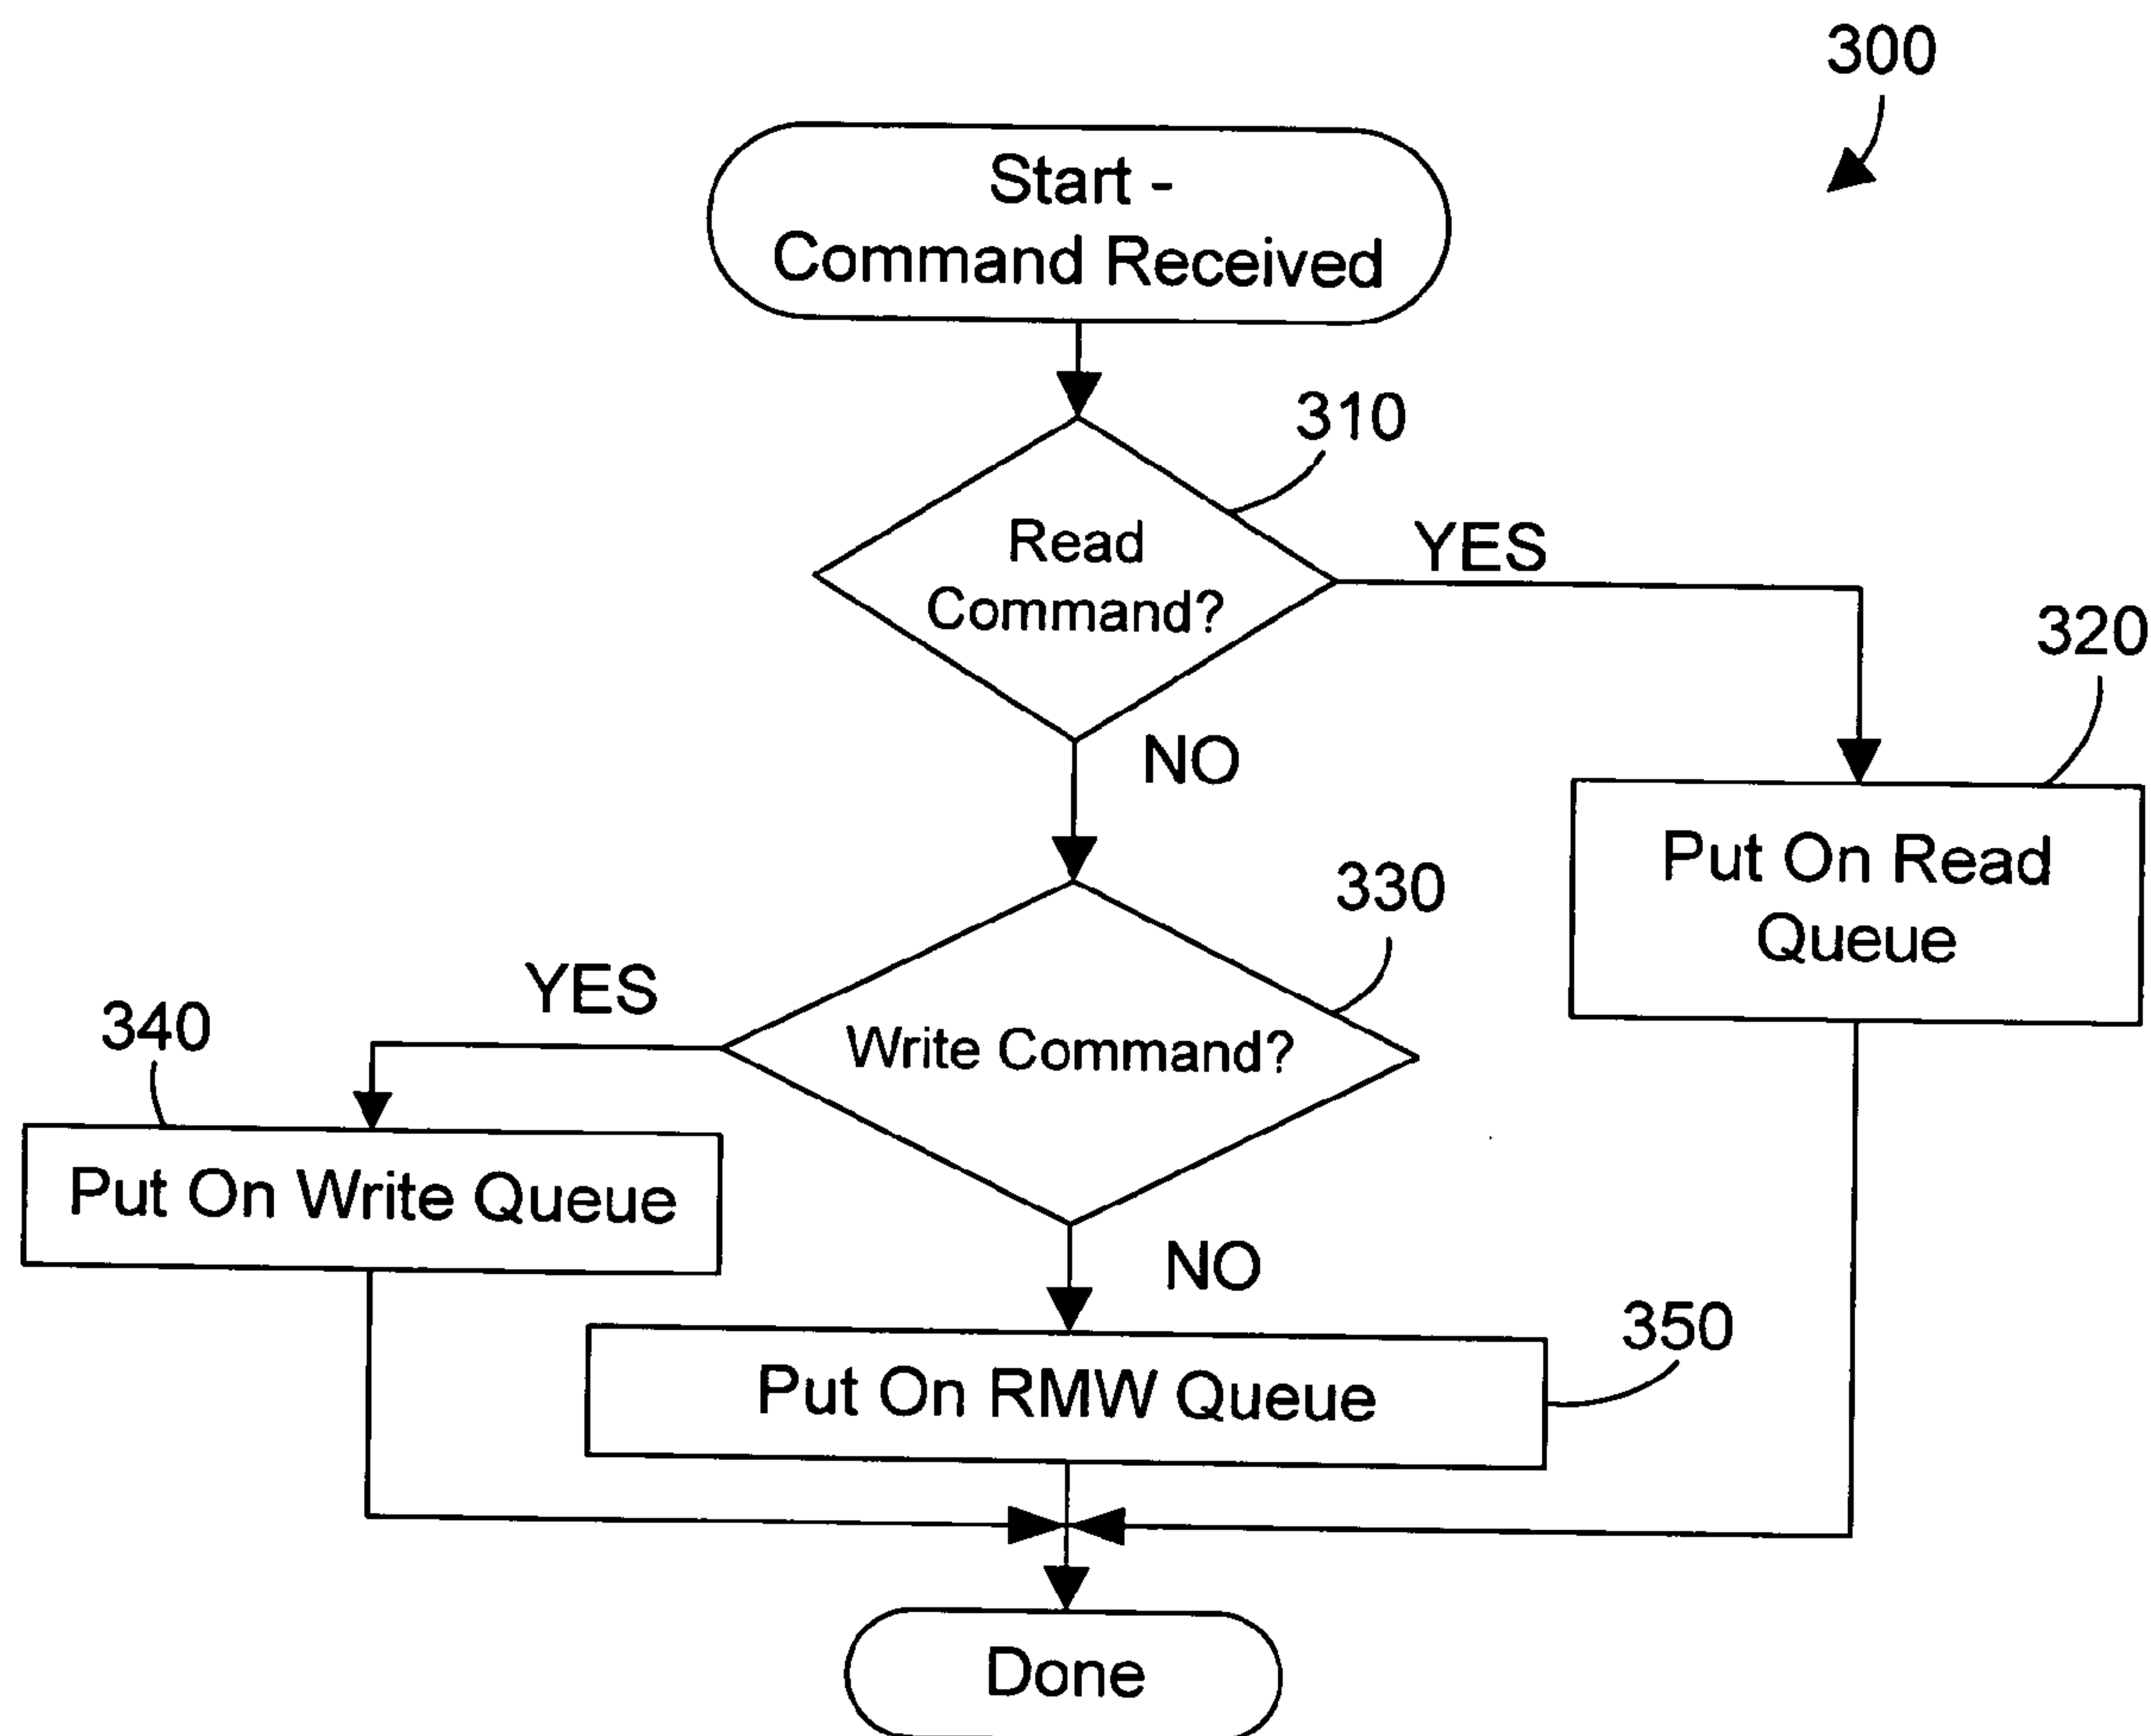 300
Start -
Command Received
310
Read
Command?
YES
320
NO
Put On Read
Queue
330
YES
340
Write Command?
Put On Write Queue
NO
350
Put On RMW Queue
Done